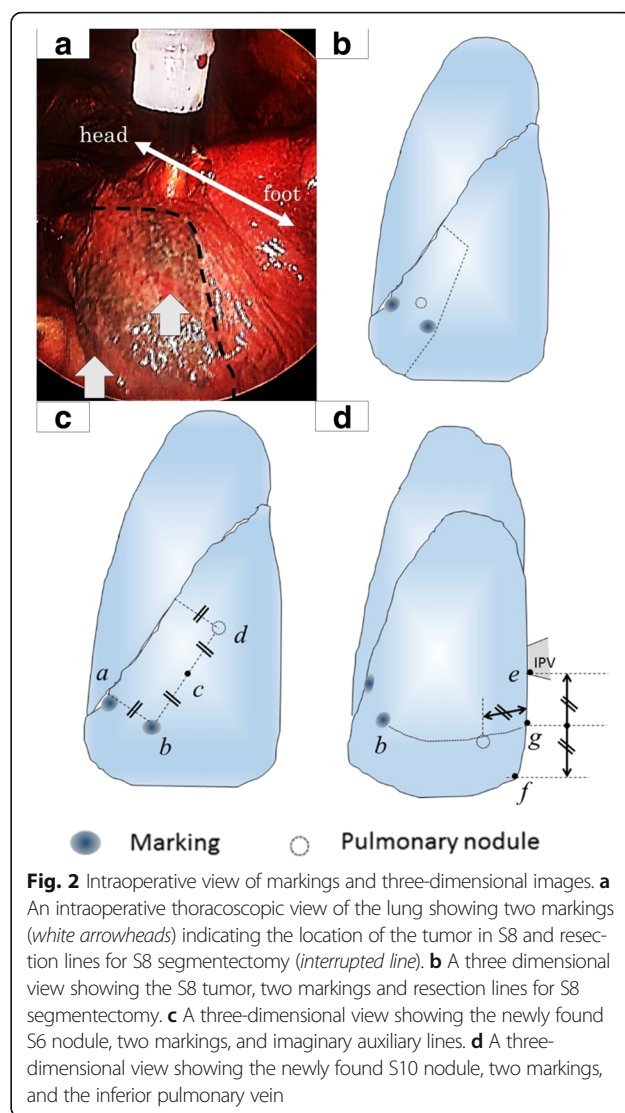 a
b
head
foot
c
d
a
b
c
d
IPV
e
b
g
f
Marking
Pulmonary nodule
Fig. 2 Intraoperative view of markings and three-dimensional images. a
An intraoperative thoracoscopic view of the lung showing two markings
(white arrowheads) indicating the location of the tumor in S8 and resec-
tion lines for S8 segmentectomy (interrupted line). b A three dimensional
view showing the S8 tumor, two markings and resection lines for S8
segmentectomy. c A three-dimensional view showing the newly found
S6 nodule, two markings, and imaginary auxiliary lines. d A three-
dimensional view showing the newly found S10 nodule, two markings,
and the inferior pulmonary vein